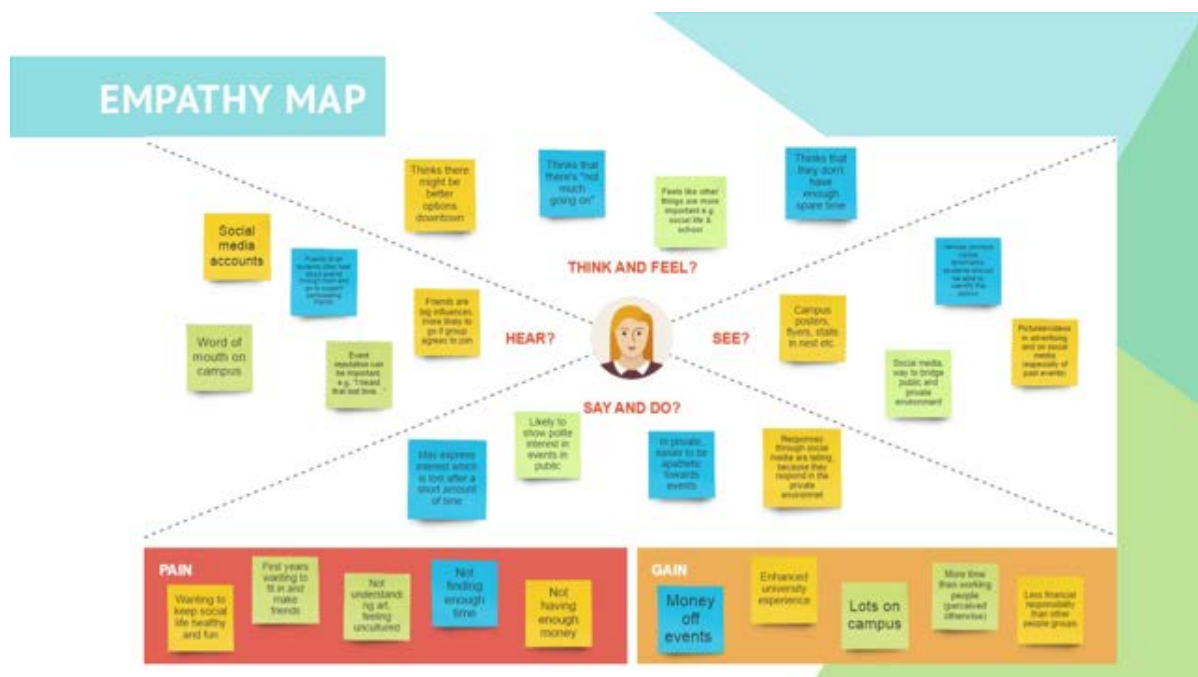 EMPATHY MAP
Thinks there
might be
better
options
downtown
Thinks that
there's "not
much
going on"
Feels like other
things are more
important e.g.
social life &
school
Thinks that
they don't
have
enough
spare time
THINK AND FEEL?
Social
media
accounts
Friends are
big influences,
more likely to
go if group
agrees to join
Word of
mouth on
campus
Event
reputation can
be important
e.g. "I heard
that last time..."
HEAR?
SEE?
Campus
posters,
flyers, stalls
in nest etc.
Social media,
way to bridge
public and
private
environment
Pictures/videos
in advertising
and on social
media
(especially of
past events)
SAY AND DO?
May express
interest which
is lost after a
short amount
of time
Likely to
show polite
interest in
events in
public
In private,
easier to be
apathetic
towards
events
Responses
through social
media are telling,
because they
respond in the
private
environmet
PAIN
Wanting to
keep social
life healthy
and fun
First years
wanting to
fit in and
make
friends
Not
understandi
ng art,
feeling
uncultured
Not
finding
enough
time
Not
having
enough
money
GAIN
Money
off
events
Enhanced
university
experience
Lots on
campus
More time
than working
people
(perceived
otherwise)
Less financial
responsibility
than other
people groups